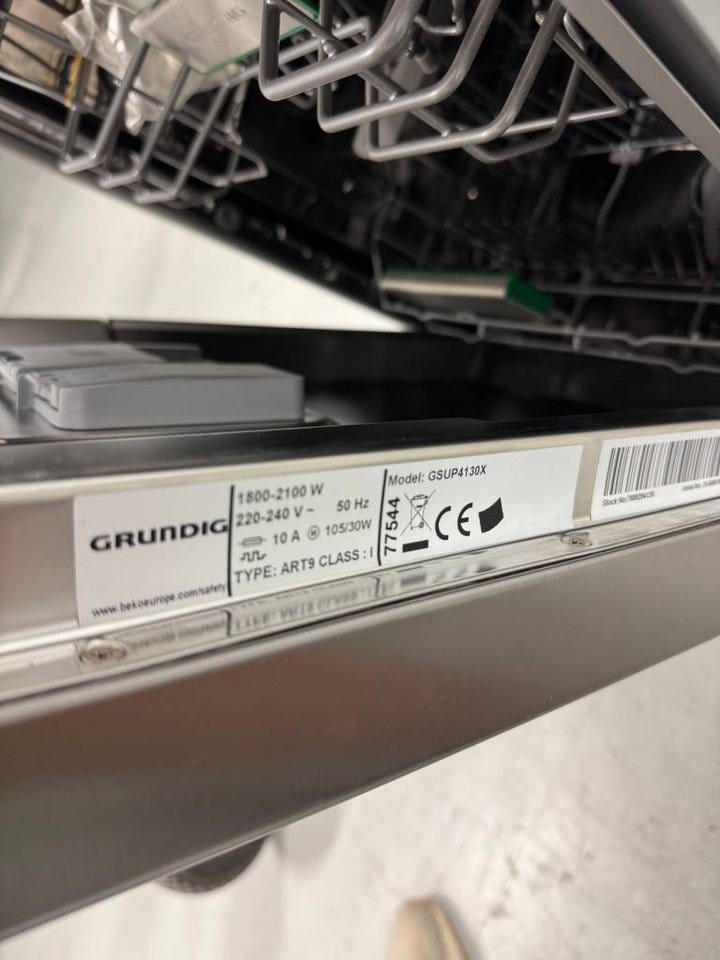 GRUNDIG
www.bekoeurope.com/safety
1800-2100 W
220-240 V ~ 50 Hz
10 A M 105/30W
TYPE: ART9 CLASS : I
Model: GSUP4130X
77544
CE